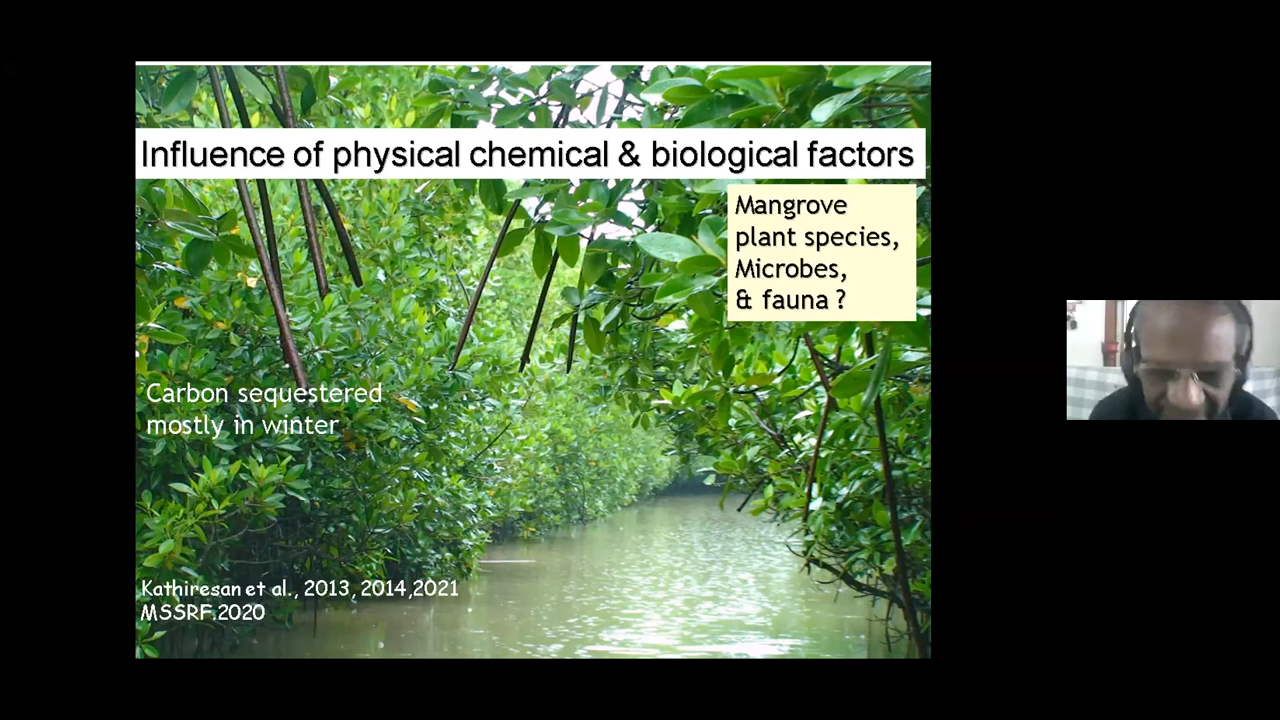 Influence of physical chemical & biological factors
Mangrove
plant species,
Microbes,
& fauna ?
Carbon sequestered
mostly in winter
Kathiresan et al., 2013, 2014,2021
MSSRF.2020